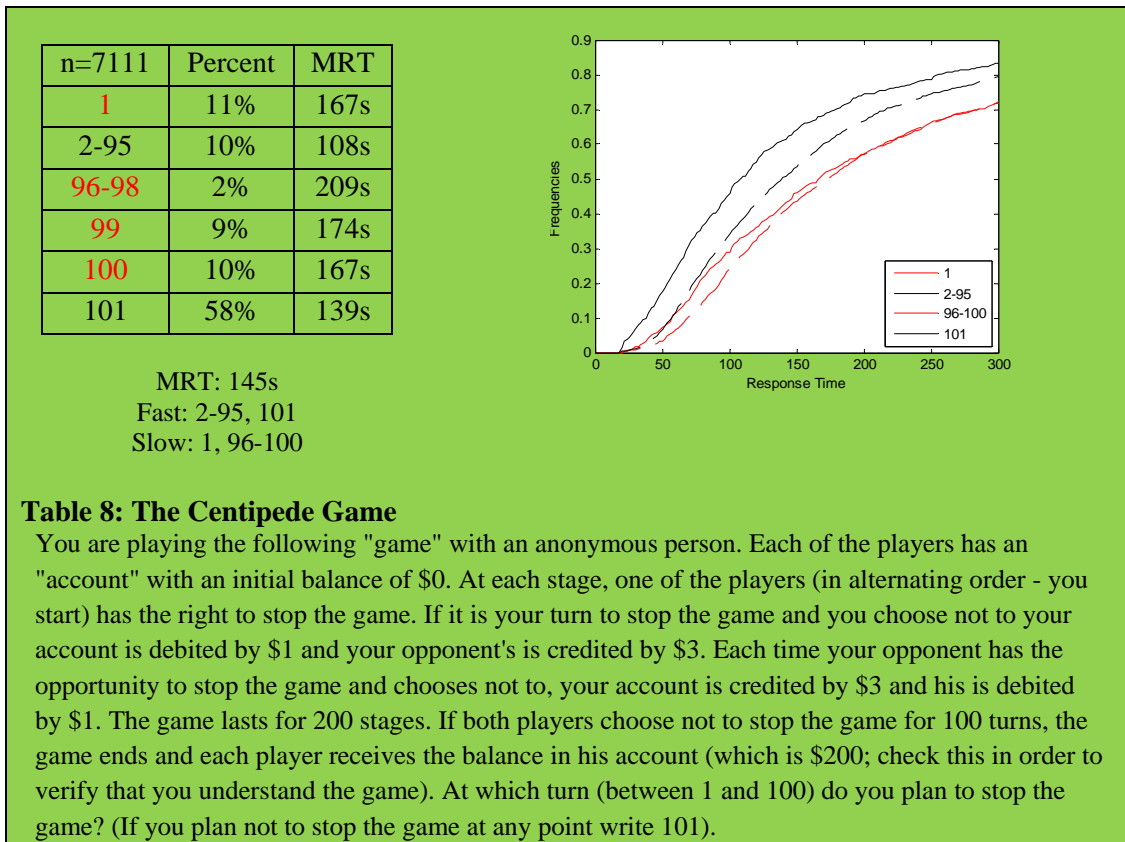 n=7111 Percent MRT
1 11% 167s
2-95 10% 108s
96-98 2% 209s
99 9% 174s
100 10% 167s
101 58% 139s
MRT: 145s
Fast: 2-95, 101
Slow: 1, 96-100
0.9
0.8
0.7
0.6
0.5
0.4
0.3
0.2
0.1
0
Frequencies
0 50 100 150 200 250 300
Response Time
1
2-95
96-100
101
Table 8: The Centipede Game
You are playing the following "game" with an anonymous person. Each of the players has an
"account" with an initial balance of $0. At each stage, one of the players (in alternating order - you
start) has the right to stop the game. If it is your turn to stop the game and you choose not to your
account is debited by $1 and your opponent's is credited by $3. Each time your opponent has the
opportunity to stop the game and chooses not to, your account is credited by $3 and his is debited
by $1. The game lasts for 200 stages. If both players choose not to stop the game for 100 turns, the
game ends and each player receives the balance in his account (which is $200; check this in order to
verify that you understand the game). At which turn (between 1 and 100) do you plan to stop the
game? (If you plan not to stop the game at any point write 101).